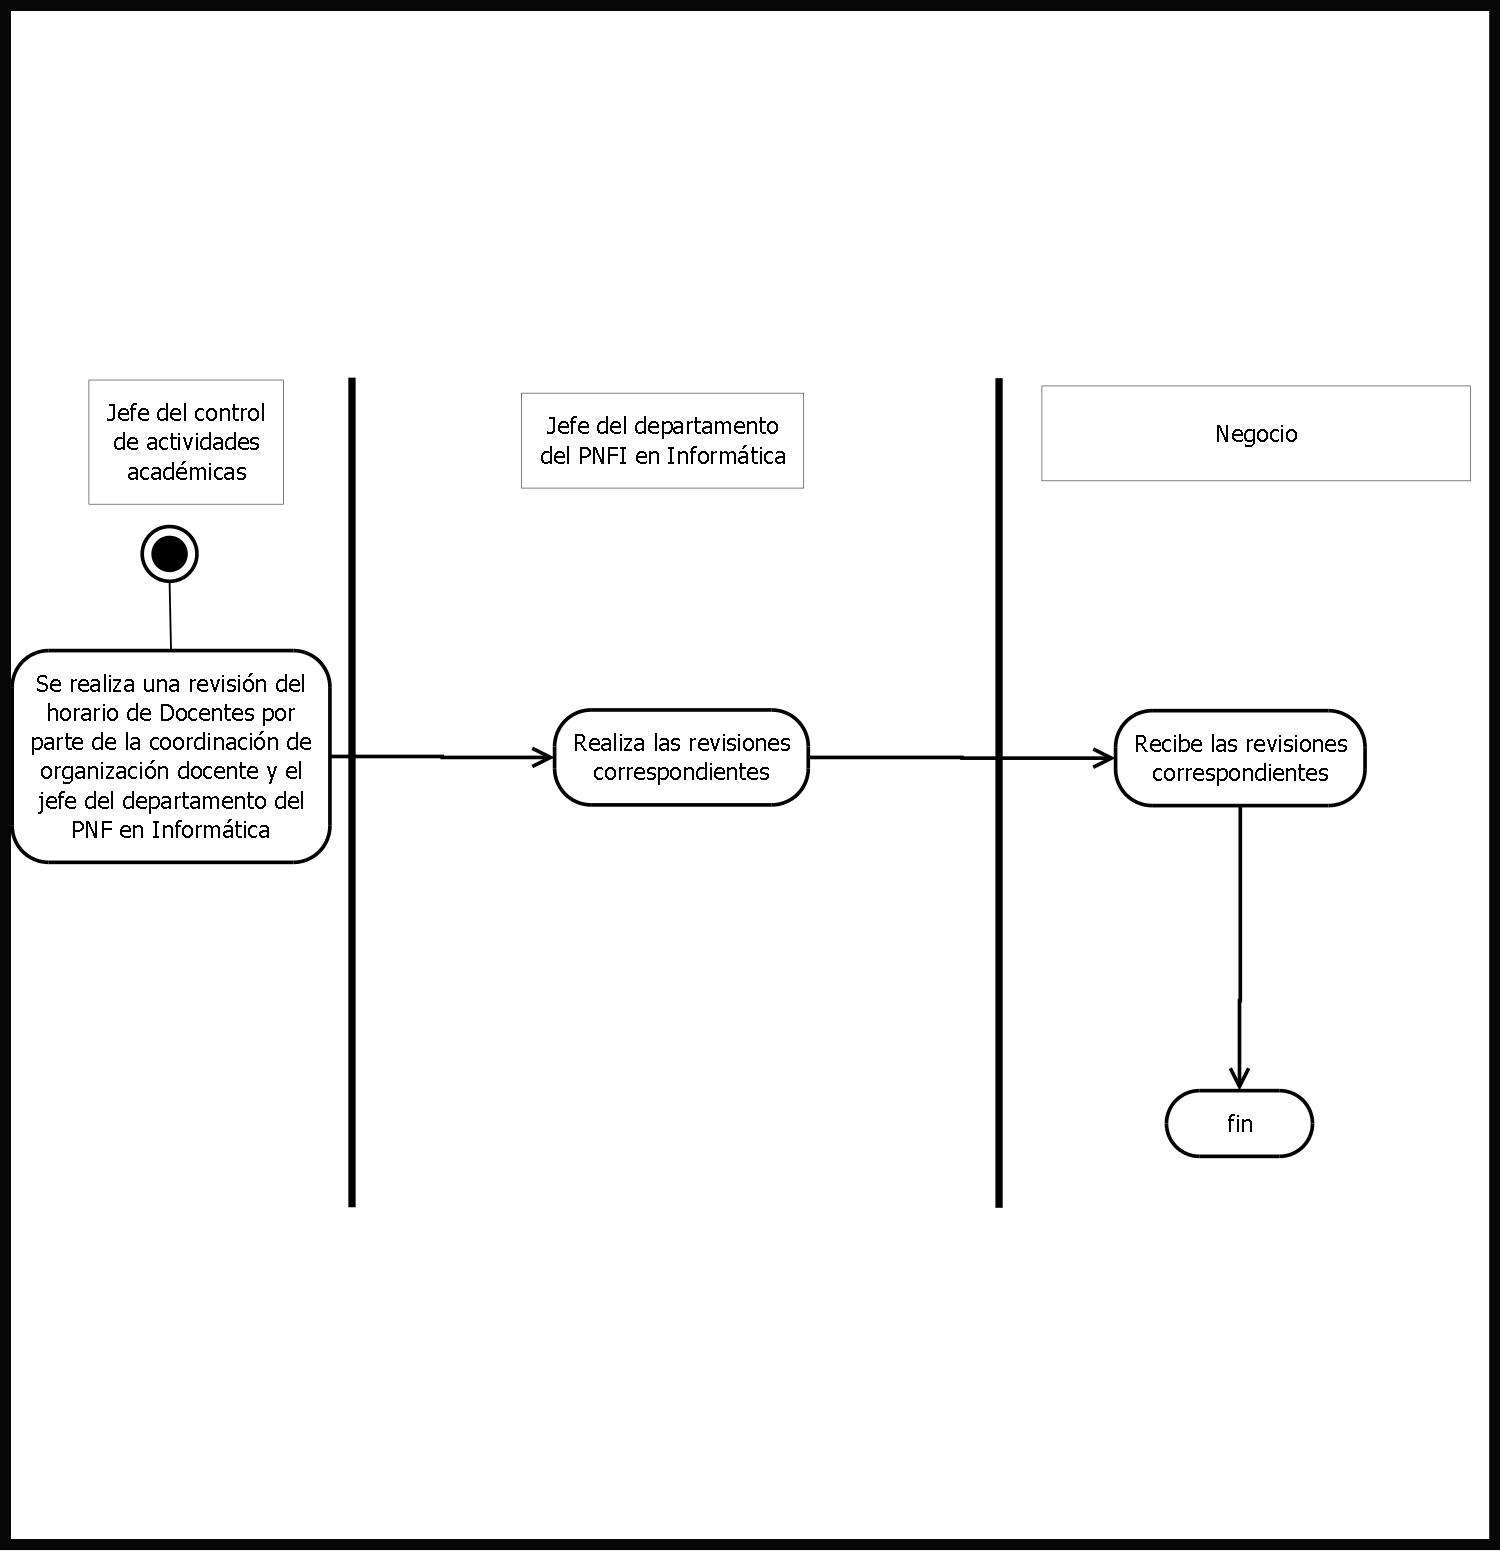 Jefe del control
de actividades
académicas
Jefe del departamento
del PNFI en Informática
Negocio
Se realiza una revisión del
horario de Docentes por
parte de la coordinación de
organización docente y el
jefe del departamento del
PNF en Informática
Realiza las revisiones
correspondientes
Recibe las revisiones
correspondientes
fin